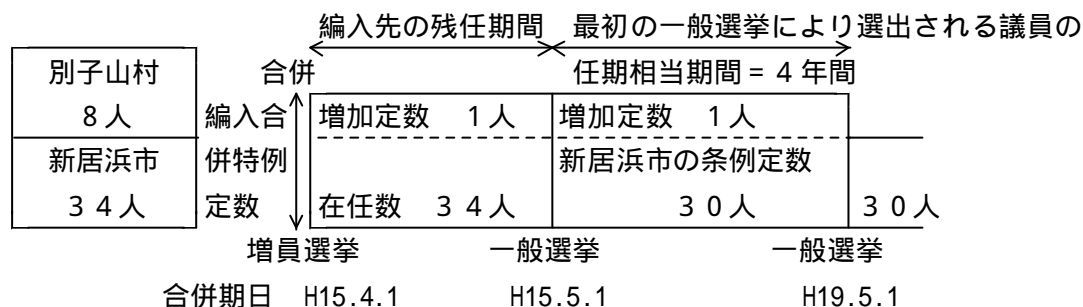 編入先の残任期間 最初の一般選挙により選出される議員の
別子山村 合併 任期相当期間=4年間
8人 編入合 増加定数 1人 増加定数 1人
新居浜市 併特例 新居浜市の条例定数
34人 定数 在任数 34人 30人 30人
増員選挙 一般選挙 一般選挙
合併期日 H15.4.1 H15.5.1 H19.5.1